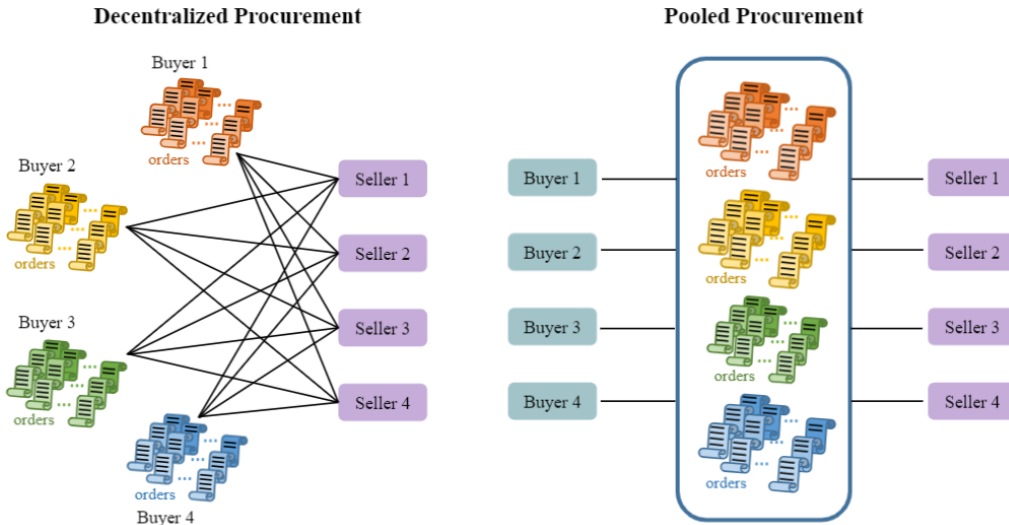 Decentralized Procurement
Buyer 1
orders
Buyer 2
orders
Buyer 3
orders
orders
Buyer 4
Seller 1
Seller 2
Seller 3
Seller 4
Pooled Procurement
Buyer 1
Buyer 2
Buyer 3
Buyer 4
orders
orders
orders
orders
Seller 1
Seller 2
Seller 3
Seller 4